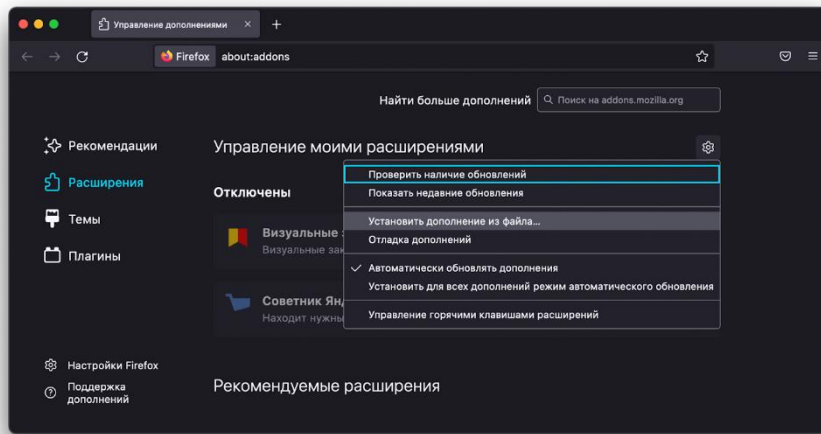 Управление дополнениями
Firefox about:addons
Найти больше дополнений Поиск на addons.mozilla.org
Рекомендации
Расширения
Темы
Плагины
Настройки Firefox
Поддержка
дополнений
Управление моими расширениями
Проверить наличие обновлений
Показать недавние обновления
Установить дополнение из файла...
Отладка дополнений
Автоматически обновлять дополнения
Установить для всех дополнений режим автоматического обновления
Управление горячими клавишами расширений
Отключены
Визуальные
Визуальные
Советник
Находит
Рекомендуемые расширения